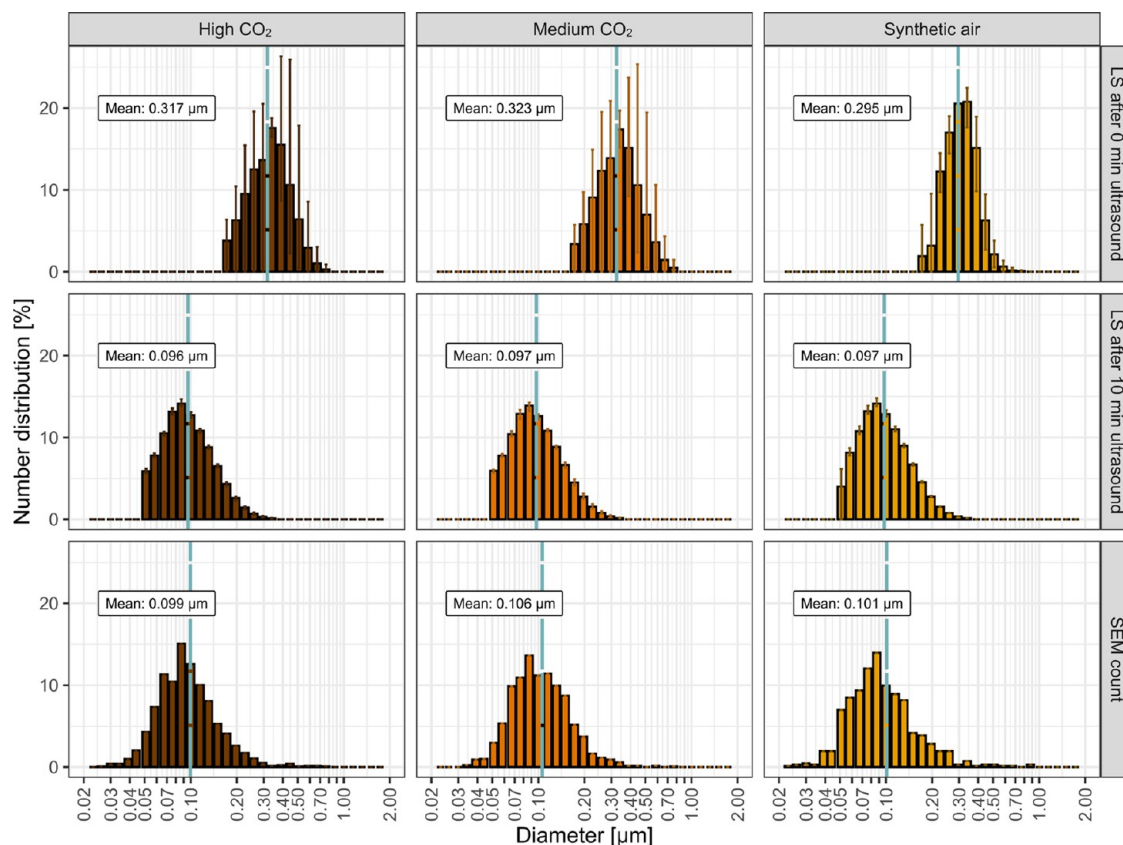 High CO₂
Medium CO₂
Synthetic air
Number distribution [%]
20
10
0
Mean: 0.317 µm
Mean: 0.323 µm
Mean: 0.295 µm
LS after 0 min ultrasound
20
10
0
Mean: 0.096 µm
Mean: 0.097 µm
Mean: 0.097 µm
LS after 10 min ultrasound
20
10
0
Mean: 0.099 µm
Mean: 0.106 µm
Mean: 0.101 µm
SEM count
0.02 0.03 0.04 0.05 0.07 0.10 0.20 0.30 0.40 0.50 0.70 1.00 2.00
0.02 0.03 0.04 0.05 0.07 0.10 0.20 0.30 0.40 0.50 0.70 1.00 2.00
0.02 0.03 0.04 0.05 0.07 0.10 0.20 0.30 0.40 0.50 0.70 1.00 2.00
Diameter [µm]